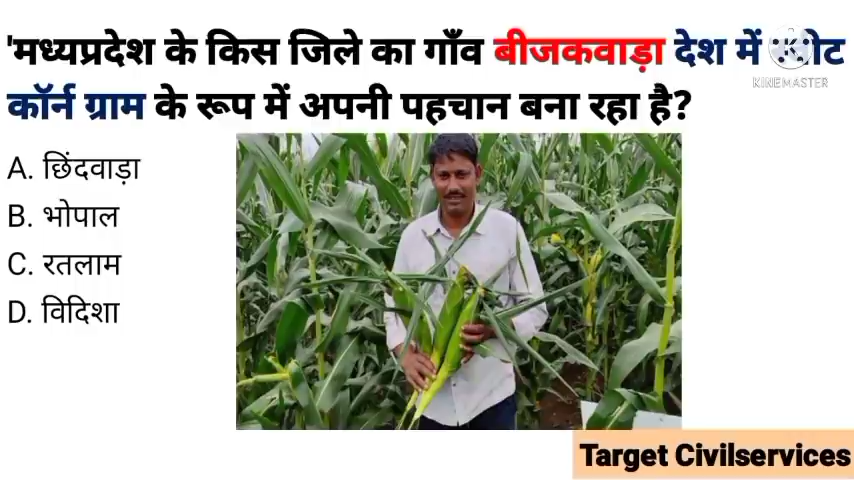 'मध्यप्रदेश के किस जिले का गाँव बीजकवाड़ा देश में
KINEMASTER
कॉर्न ग्राम के रूप में अपनी पहचान बना रहा है?
A. छिंदवाड़ा
B. भोपाल
C. रतलाम
D. विदिशा
Target Civilservices